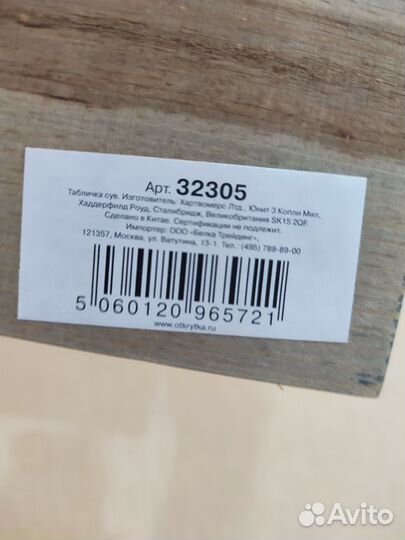 Арт. 32305
Табличка сув. Изготовитель: Хартвомерс Лтд., Юнит 3 Копли Мил,
Хаддерфилд Роуд, Сталибридж, Великобритания SK15 2QF.
Сделано в Китае. Сертификации не подлежит.
Импортер: ООО «Белка Трейдинг»,
121357, Москва, ул. Ватутина, 13-1. Тел.: (495) 789-89-00
5 060120 965721
www.otkrytka.ru
Avito